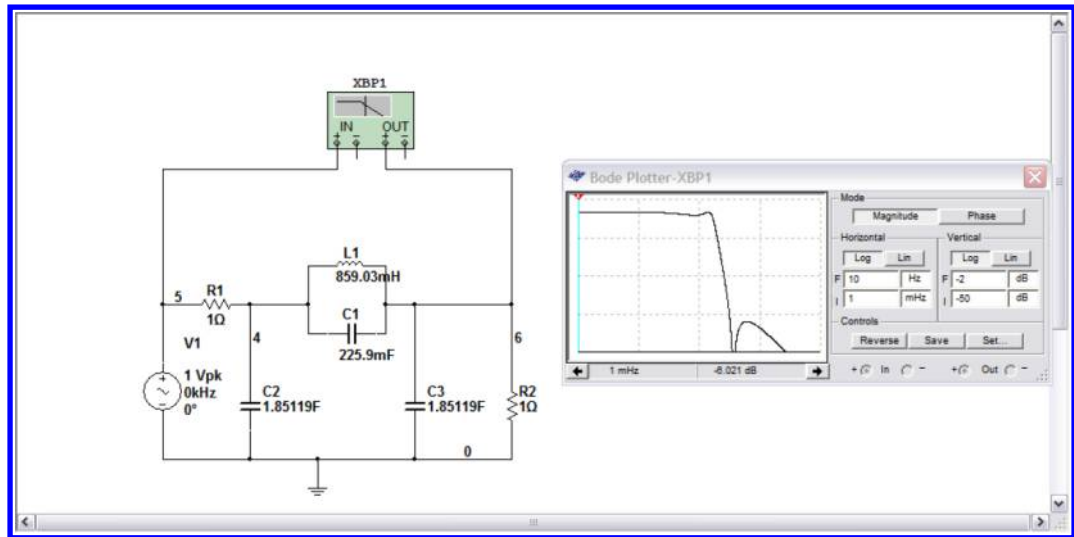 XBP1
IN OUT
+ − + −
L1
859.03mH
5
R1
1Ω
4
C1
225.9mF
6
V1
1 Vpk
0kHz
0°
C2
1.85119F
C3
1.85119F
R2
1Ω
0
Bode Plotter-XBP1
Mode
Magnitude Phase
Horizontal Vertical
Log Lin Log Lin
F 10 Hz F -2 dB
I 1 mHz I -50 dB
Controls
Reverse Save Set...
1 mHz -6.021 dB + In − + Out −